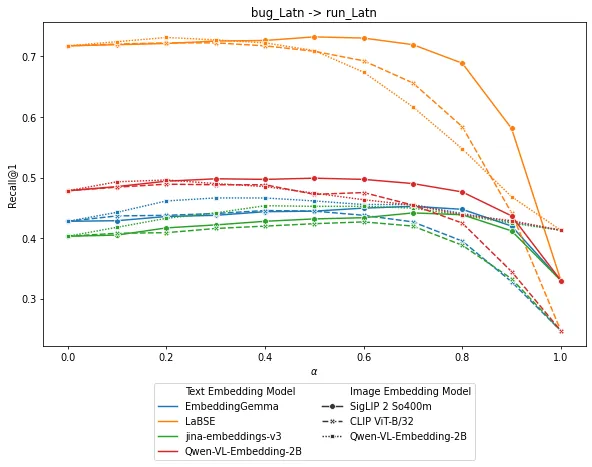 bug_Latn -> run_Latn
Recall@1
0.7
0.6
0.5
0.4
0.3
0.0 0.2 0.4 0.6 0.8 1.0
α
Text Embedding Model Image Embedding Model
EmbeddingGemma SigLIP 2 So400m
LaBSE CLIP ViT-B/32
jina-embeddings-v3 Qwen-VL-Embedding-2B
Qwen-VL-Embedding-2B